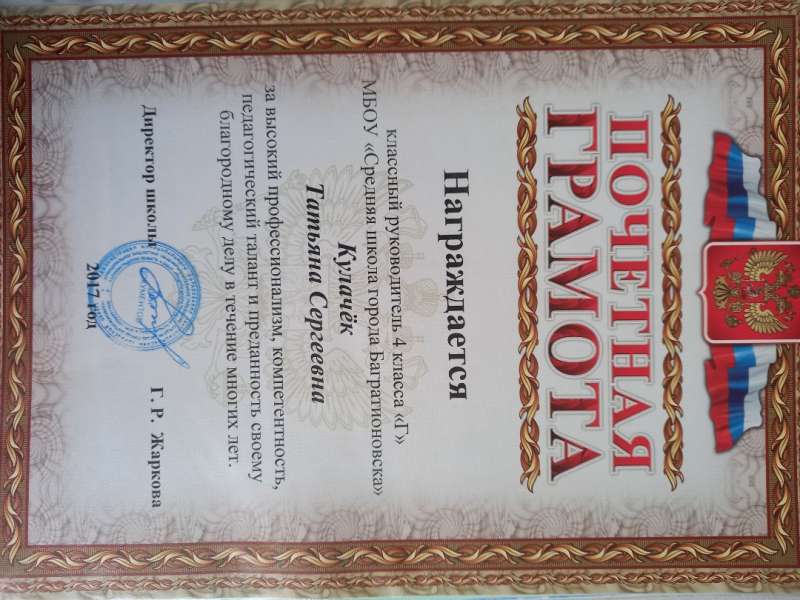 ПОЧЕТНАЯ
ГРАМОТА
Награждается
классный руководитель 4 класса «Г»
МБОУ «Средняя школа города Багратионовска»
Кулачёк
Татьяна Сергеевна
за высокий профессионализм, компетентность,
педагогический талант и преданность своему
благородному делу в течение многих лет.
Директор школы Г. Р. Жаркова
2017 год